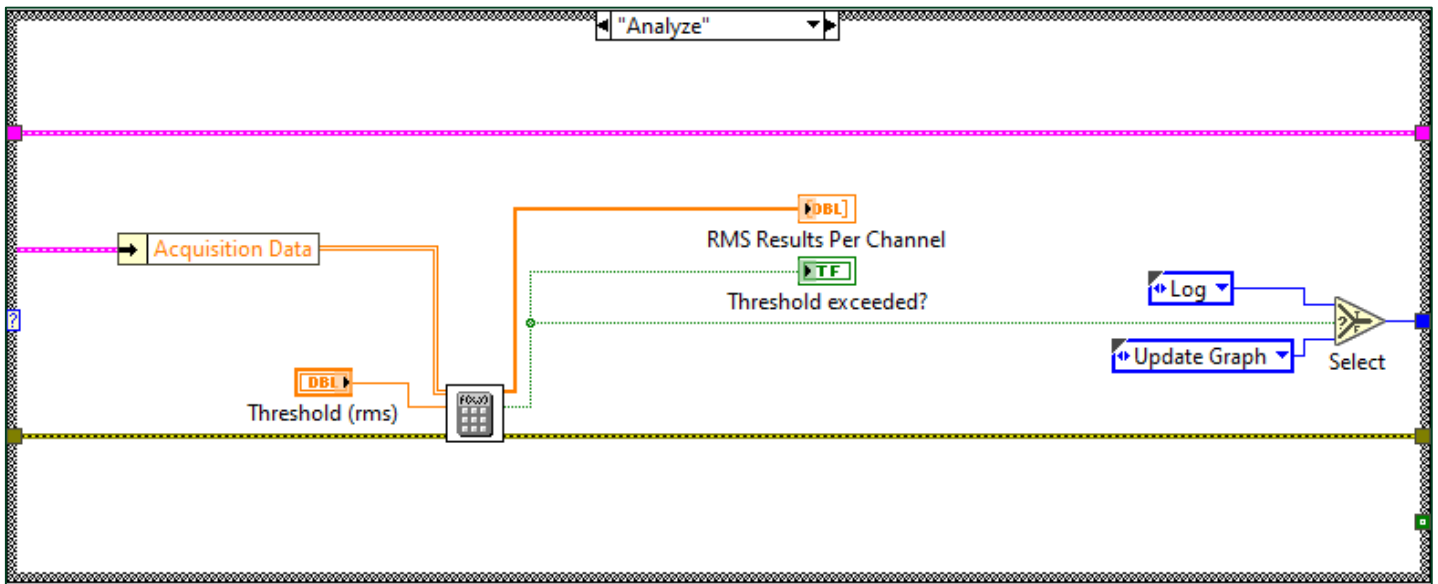 "Analyze"
DBL]
RMS Results Per Channel
Acquisition Data
TF
Threshold exceeded?
Log
?
? T F
Update Graph
Select
DBL
Threshold (rms)
f(x,y)